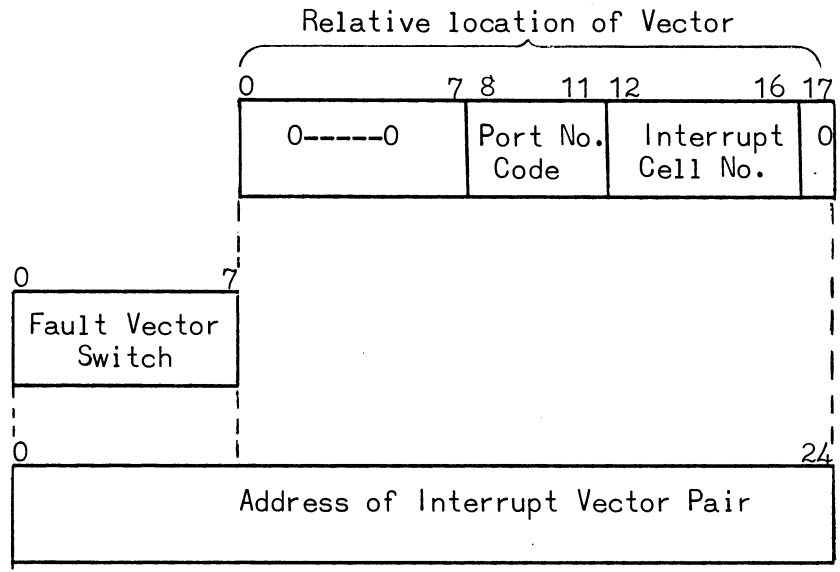 Relative location of Vector
0 7 8 11 12 16 17
0-----0 Port No. Interrupt 0
Code Cell No.
0 7
Fault Vector
Switch
0 24
Address of Interrupt Vector Pair